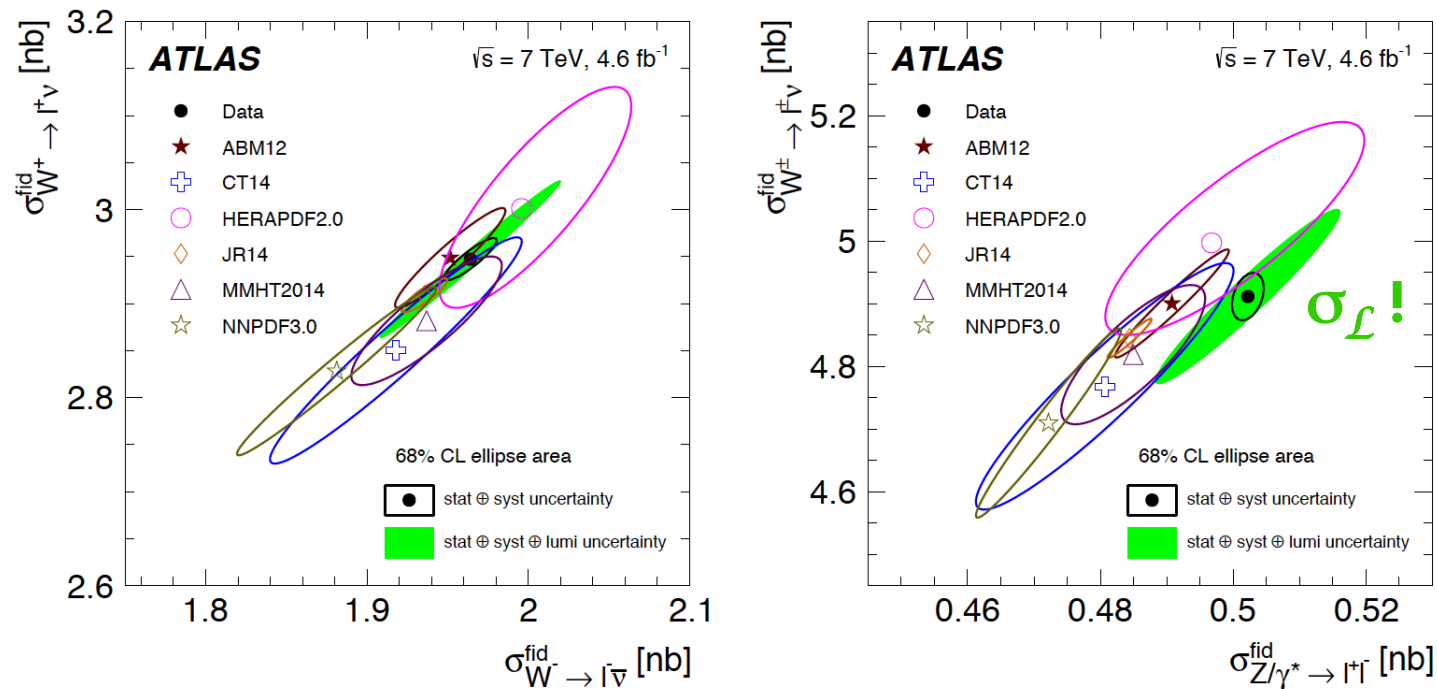 ATLAS
√s = 7 TeV, 4.6 fb⁻¹
Data
ABM12
CT14
HERAPDF2.0
JR14
MMHT2014
NNPDF3.0
68% CL ellipse area
stat ⊕ syst uncertainty
stat ⊕ syst ⊕ lumi uncertainty
3.2
3
2.8
2.6
1.8
1.9
2
2.1
σ^fid_W⁺ → l⁺ν [nb]
σ^fid_W⁻ → l⁻ν̅ [nb]
ATLAS
√s = 7 TeV, 4.6 fb⁻¹
Data
ABM12
CT14
HERAPDF2.0
JR14
MMHT2014
NNPDF3.0
σ_ℒ !
68% CL ellipse area
stat ⊕ syst uncertainty
stat ⊕ syst ⊕ lumi uncertainty
5.2
5
4.8
4.6
0.46
0.48
0.5
0.52
σ^fid_W^± → l^±ν [nb]
σ^fid_Z/γ* → l⁺l⁻ [nb]